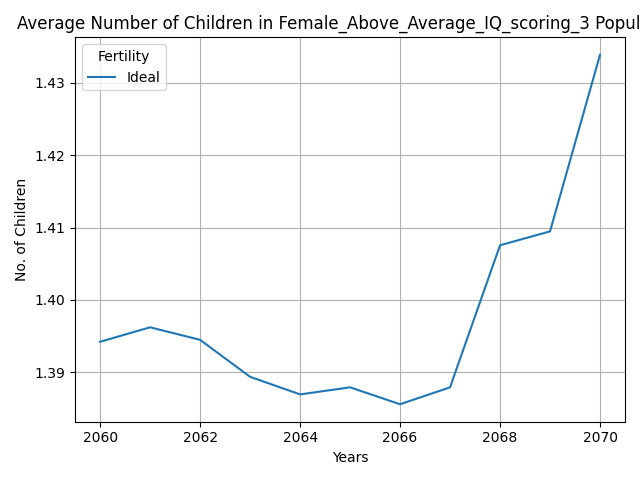 Average Number of Children in Female_Above_Average_IQ_scoring_3 Popul
Fertility
Ideal
1.43
1.42
1.41
1.40
1.39
No. of Children
2060 2062 2064 2066 2068 2070
Years